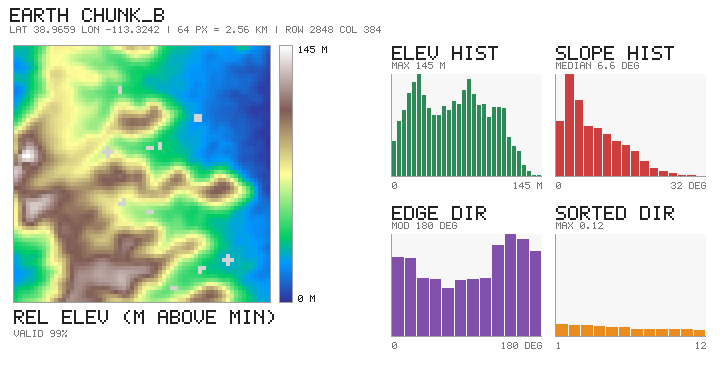 EARTH CHUNK_B
LAT 38.9659 LON -113.3242 | 64 PX = 2.56 KM | ROW 2848 COL 384
145 M
0 M
REL ELEV (M ABOVE MIN)
VALID 99%
ELEV HIST
MAX 145 M
0 145 M
SLOPE HIST
MEDIAN 6.6 DEG
0 32 DEG
EDGE DIR
MOD 180 DEG
0 180 DEG
SORTED DIR
MAX 0.12
1 12